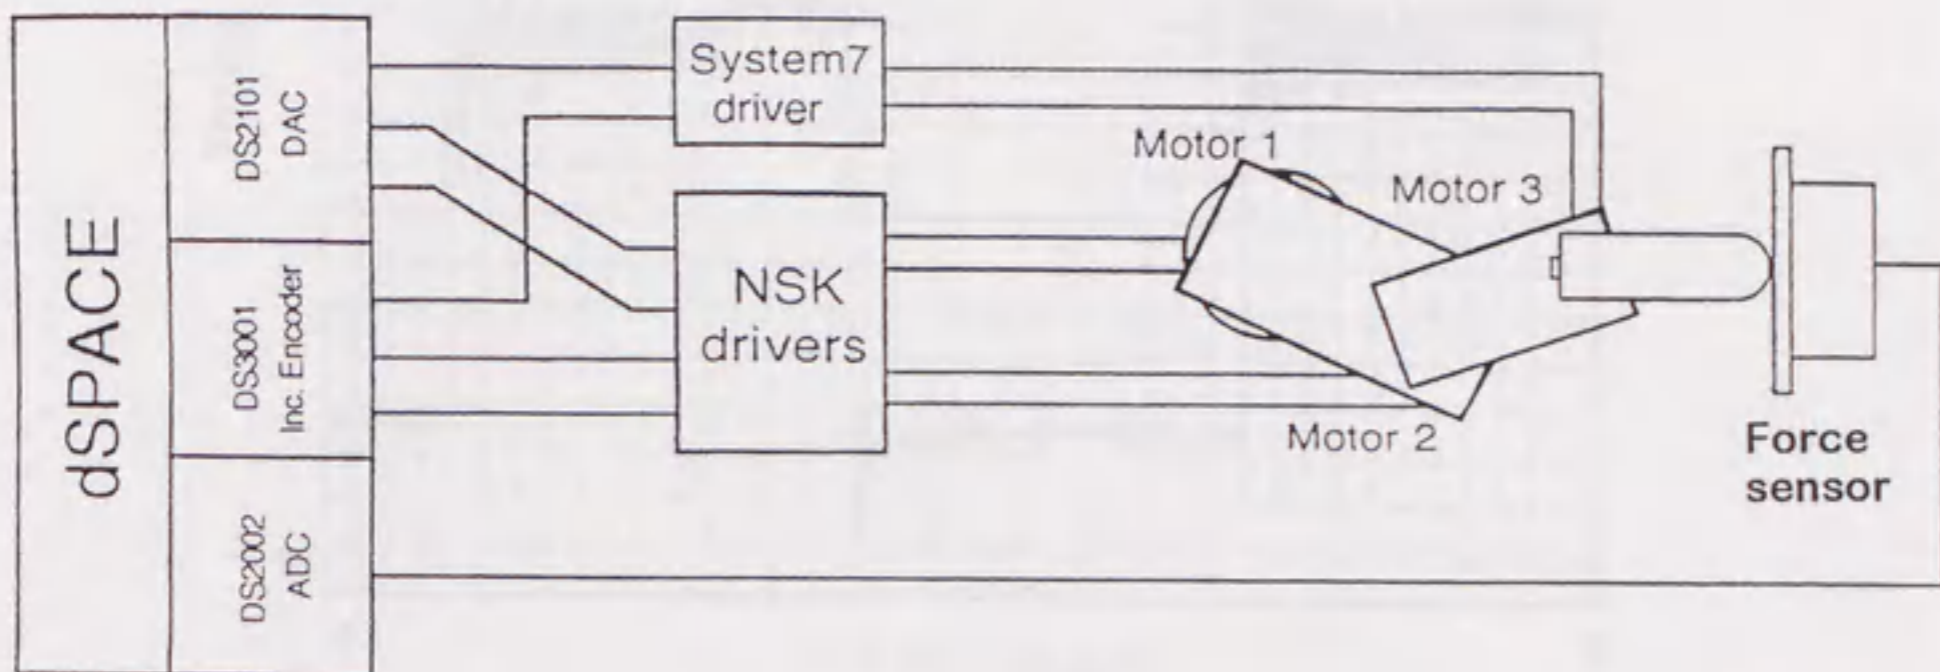 dSPACE
DS2101
DAC
DS3001
Inc. Encoder
DS2002
ADC
System7
driver
NSK
drivers
Motor 1
Motor 3
Motor 2
Force
sensor